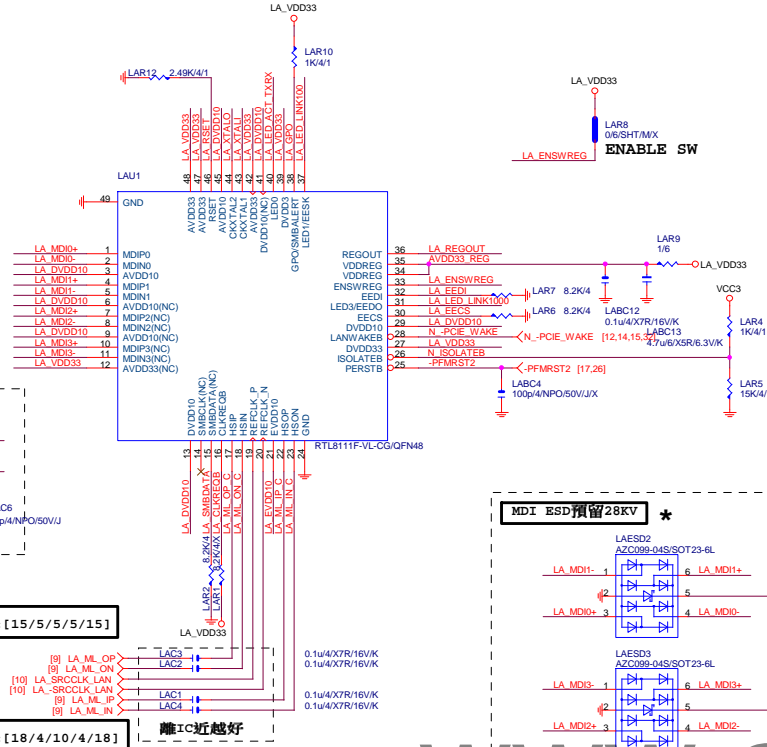 LA_VDD33
LAR10
1K/4/1
LAR12 2.49K/4/1
LA_VDD33
LAR8
0/6/SHT/M/X
ENABLE SW
LA_ENSWREG
LA_VDD33
LA_VDD33
LA_RSET
LA_DVDD10
LA_XTALO
LA_XTALI
LA_VDD33
LA_DVDD10
LA_LED_ACT_TXRX
LA_VDD33
LA_GPO
LA_LED_LINK100
48 47 46 45 44 43 42 41 40 39 38 37
LAU1
49 GND
AVDD33
AVDD33
RSET
AVDD10
CKXTAL2
CKXTAL1
AVDD33
DVDD10(NC)
LED0
DVDD3
GPO/SMBALERT
LED1/EESK
LA_MDI0+ 1 MDIP0
LA_MDI0- 2 MDIN0
LA_DVDD10 3 AVDD10
LA_MDI1+ 4 MDIP1
LA_MDI1- 5 MDIN1
LA_DVDD10 6 AVDD10(NC)
LA_MDI2+ 7 MDIP2(NC)
LA_MDI2- 8 MDIN2(NC)
LA_DVDD10 9 AVDD10(NC)
LA_MDI3+ 10 MDIP3(NC)
LA_MDI3- 11 MDIN3(NC)
LA_VDD33 12 AVDD33(NC)
REGOUT 36 LA_REGOUT
VDDREG 35 AVDD33_REG
VDDREG 34
ENSWREG 33 LA_ENSWREG
EEDI 32 LA_EEDI LAR7 8.2K/4
LED3/EEDO 31 LA_LED_LINK1000
EECS 30 LA_EECS LAR6 8.2K/4
DVDD10 29 LA_DVDD10
LANWAKEB 28 N_-PCIE_WAKE N_-PCIE_WAKE [12,14,15,32]
DVDD33 27 LA_VDD33
ISOLATEB 26 N_ISOLATEB
PERSTB 25 -PFMRST2 -PFMRST2 [17,26]
LAR9
1/6
LA_VDD33
LABC12
0.1u/4/X7R/16V/K
LABC13
4.7u/6/X5R/6.3V/K
VCC3
LAR4
1K/4/1
LAR5
15K/4/
LABC4
100p/4/NPO/50V/J/X
DVDD10
SMBCLK(NC)
SMBDATA(NC)
CLKREQB
HSIP
HSIN
REFCLK_P
REFCLK_N
EVDD10
HSOP
HSON
GND
RTL8111F-VL-CG/QFN48
13 14 15 16 17 18 19 20 21 22 23 24
LA_DVDD10
LA_SMBDATA
LA_CLKREQB
LA_ML_OP_C
LA_ML_ON_C
LA_EVDD10
LA_ML_IP_C
LA_ML_IN_C
LAR2 8.2K/4
LAR1 8.2K/4/X
LA_VDD33
C6
p/4/NPO/50V/J
:[15/5/5/5/15]
[9] LA_ML_OP LAC3 0.1u/4/X7R/16V/K
[9] LA_ML_ON LAC2 0.1u/4/X7R/16V/K
[10] LA_SRCCLK_LAN
[10] LA_-SRCCLK_LAN
[9] LA_ML_IP LAC1 0.1u/4/X7R/16V/K
[9] LA_ML_IN LAC4 0.1u/4/X7R/16V/K
離IC近越好
:[18/4/10/4/18]
MDI ESD預留28KV *
LAESD2
AZC099-04S/SOT23-6L
LA_MDI1- 1 6 LA_MDI1+
2 5
LA_MDI0+ 3 4 LA_MDI0-
LAESD3
AZC099-04S/SOT23-6L
LA_MDI3- 1 6 LA_MDI3+
2 5
LA_MDI2+ 3 4 LA_MDI2-